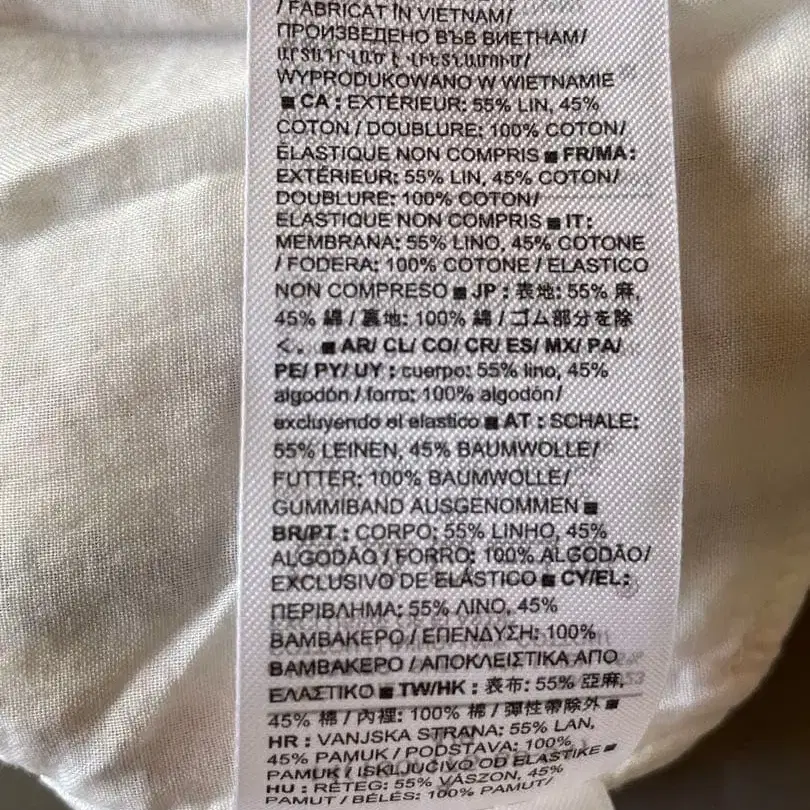 / FABRICAT ÎN VIETNAM/
ПРОИЗВЕДЕНО ВЪВ ВИЕТНАМ/
ԱՐՏԱԴՐՎԱԾ Է ՎԻԵՏՆԱՄՈՒՄ/
WYPRODUKOWANO W WIETNAMIE
■ CA : EXTÉRIEUR: 55% LIN, 45%
COTON / DOUBLURE: 100% COTON/
ÉLASTIQUE NON COMPRIS ■ FR/MA:
EXTÉRIEUR: 55% LIN, 45% COTON/
DOUBLURE: 100% COTON/
ÉLASTIQUE NON COMPRIS ■ IT:
MEMBRANA: 55% LINO, 45% COTONE
/ FODERA: 100% COTONE / ELASTICO
NON COMPRESO ■ JP : 表地: 55% 麻,
45% 綿 / 裏地: 100% 綿 / ゴム部分を除
く. ■ AR/ CL/ CO/ CR/ ES/ MX/ PA/
PE/ PY/ UY : cuerpo: 55% lino, 45%
algodón / forro: 100% algodón/
excluyendo el elastico ■ AT : SCHALE:
55% LEINEN, 45% BAUMWOLLE/
FUTTER: 100% BAUMWOLLE/
GUMMIBAND AUSGENOMMEN ■
BR/PT : CORPO: 55% LINHO, 45%
ALGODÃO / FORRO: 100% ALGODÃO/
EXCLUSIVO DE ELÁSTICO ■ CY/EL:
ΠΕΡΙΒΛΗΜΑ: 55% ΛΙΝΟ, 45%
ΒΑΜΒΑΚΕΡΟ / ΕΠΕΝΔΥΣΗ: 100%
ΒΑΜΒΑΚΕΡΟ / ΑΠΟΚΛΕΙΣΤΙΚΑ ΑΠΟ
ΕΛΑΣΤΙΚΟ ■ TW/HK : 表布: 55% 亞麻,
45% 棉 / 內裡: 100% 棉 / 彈性帶除外 ■
HR : VANJSKA STRANA: 55% LAN,
45% PAMUK / PODSTAVA: 100%
PAMUK / ISKLJUČIVO OD ELASTIKE ■
HU : RÉTEG: 55% VÁSZON, 45%
PAMUT / BÉLÉS: 100% PAMUT/